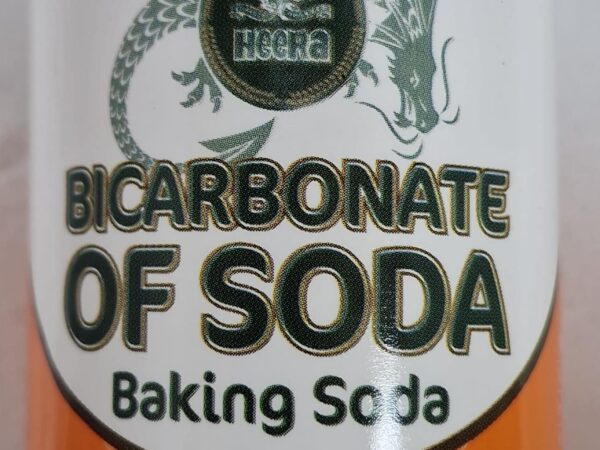 HEERA
BICARBONATE
OF SODA
Baking Soda